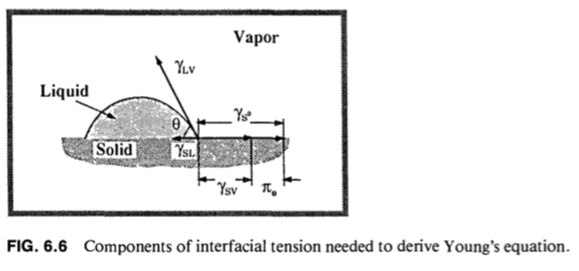 Vapor
γLV
Liquid
θ
γS°
Solid
γSL
γSV
πe
FIG. 6.6 Components of interfacial tension needed to derive Young's equation.